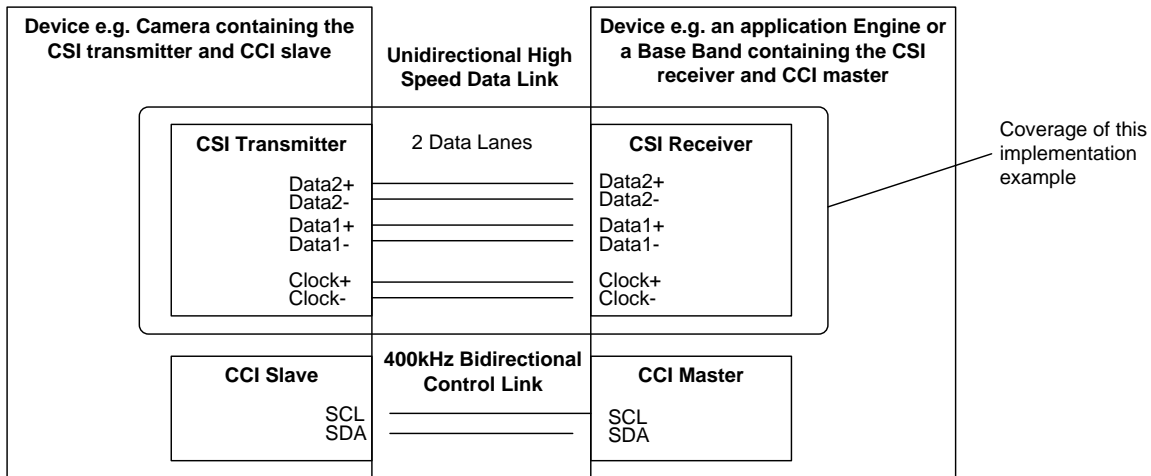 Device e.g. Camera containing the
CSI transmitter and CCI slave
Unidirectional High
Speed Data Link
Device e.g. an application Engine or
a Base Band containing the CSI
receiver and CCI master
CSI Transmitter
2 Data Lanes
CSI Receiver
Coverage of this
implementation
example
Data2+
Data2-
Data1+
Data1-
Clock+
Clock-
Data2+
Data2-
Data1+
Data1-
Clock+
Clock-
400kHz Bidirectional
Control Link
CCI Slave
CCI Master
SCL
SDA
SCL
SDA